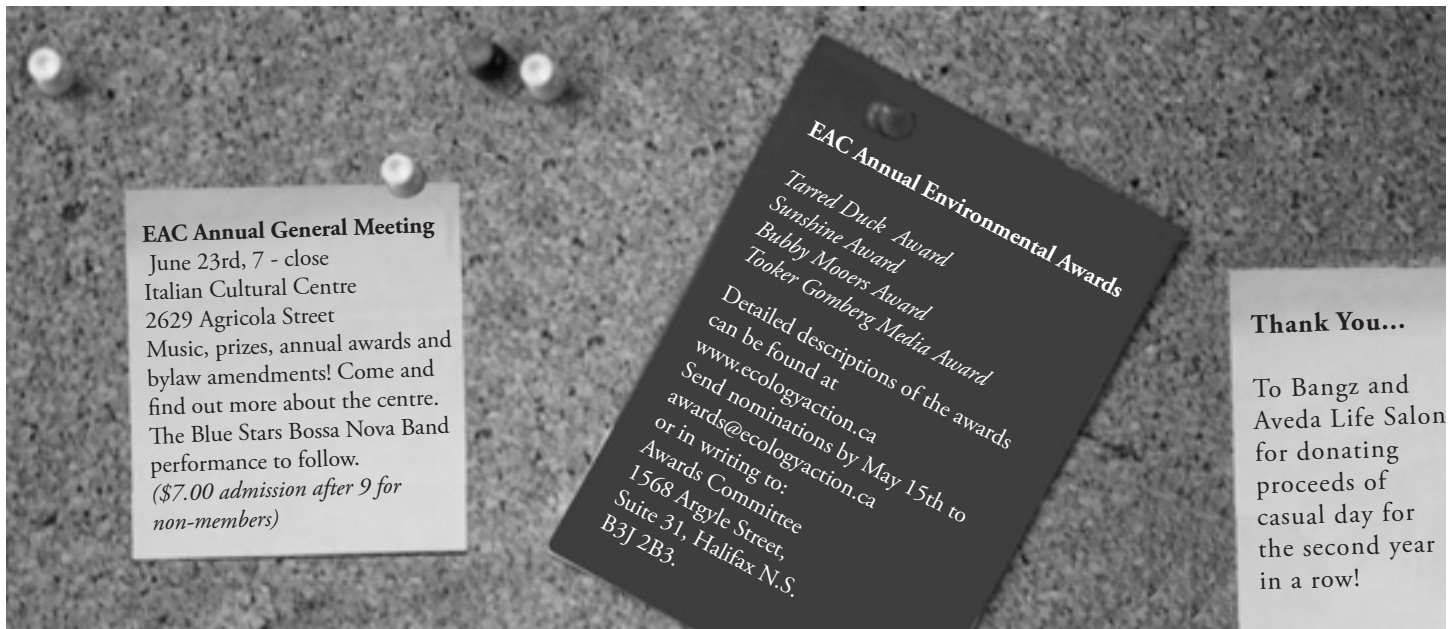 EAC Annual General Meeting
June 23rd, 7 - close
Italian Cultural Centre
2629 Agricola Street
Music, prizes, annual awards and
bylaw amendments! Come and
find out more about the centre.
The Blue Stars Bossa Nova Band
performance to follow.
($7.00 admission after 9 for
non-members)
EAC Annual Environmental Awards
Tarred Duck Award
Sunshine Award
Bubby Mooers Award
Tooker Gomberg Media Award
Detailed descriptions of the awards
can be found at
www.ecologyaction.ca
Send nominations by May 15th to
awards@ecologyaction.ca
or in writing to:
Awards Committee
1568 Argyle Street,
Suite 31, Halifax N.S.
B3J 2B3.
Thank You...
To Bangz and
Aveda Life Salon
for donating
proceeds of
casual day for
the second year
in a row!